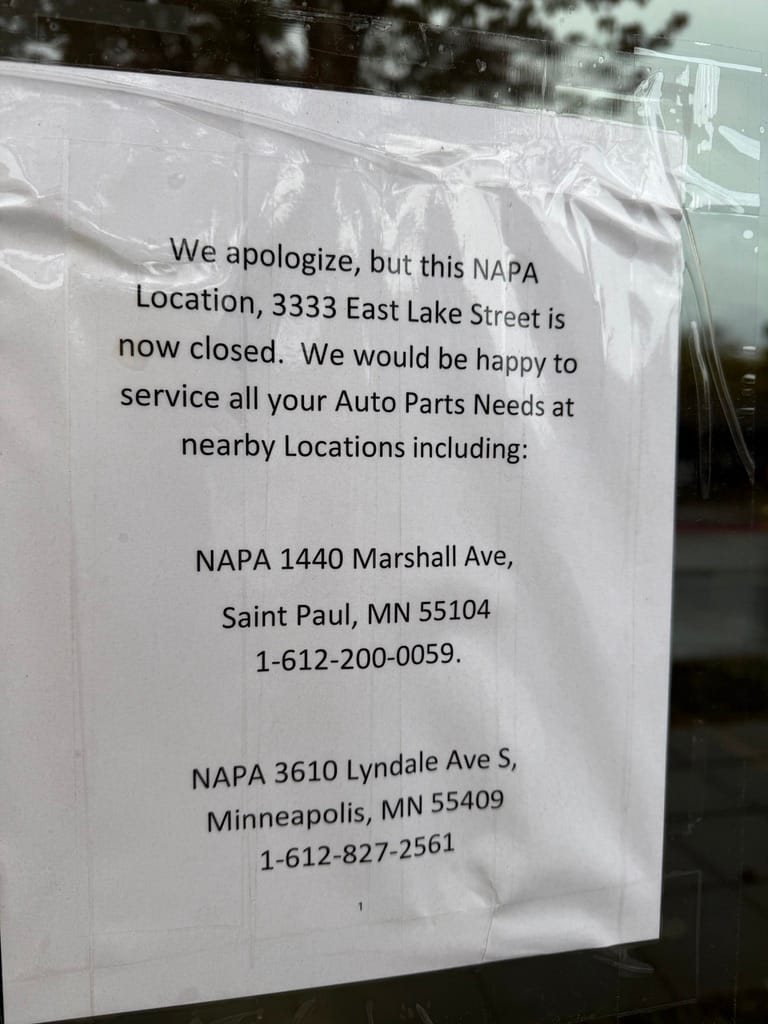 We apologize, but this NAPA
Location, 3333 East Lake Street is
now closed.  We would be happy to
service all your Auto Parts Needs at
nearby Locations including:
NAPA 1440 Marshall Ave,
Saint Paul, MN 55104
1-612-200-0059.
NAPA 3610 Lyndale Ave S,
Minneapolis, MN 55409
1-612-827-2561
1